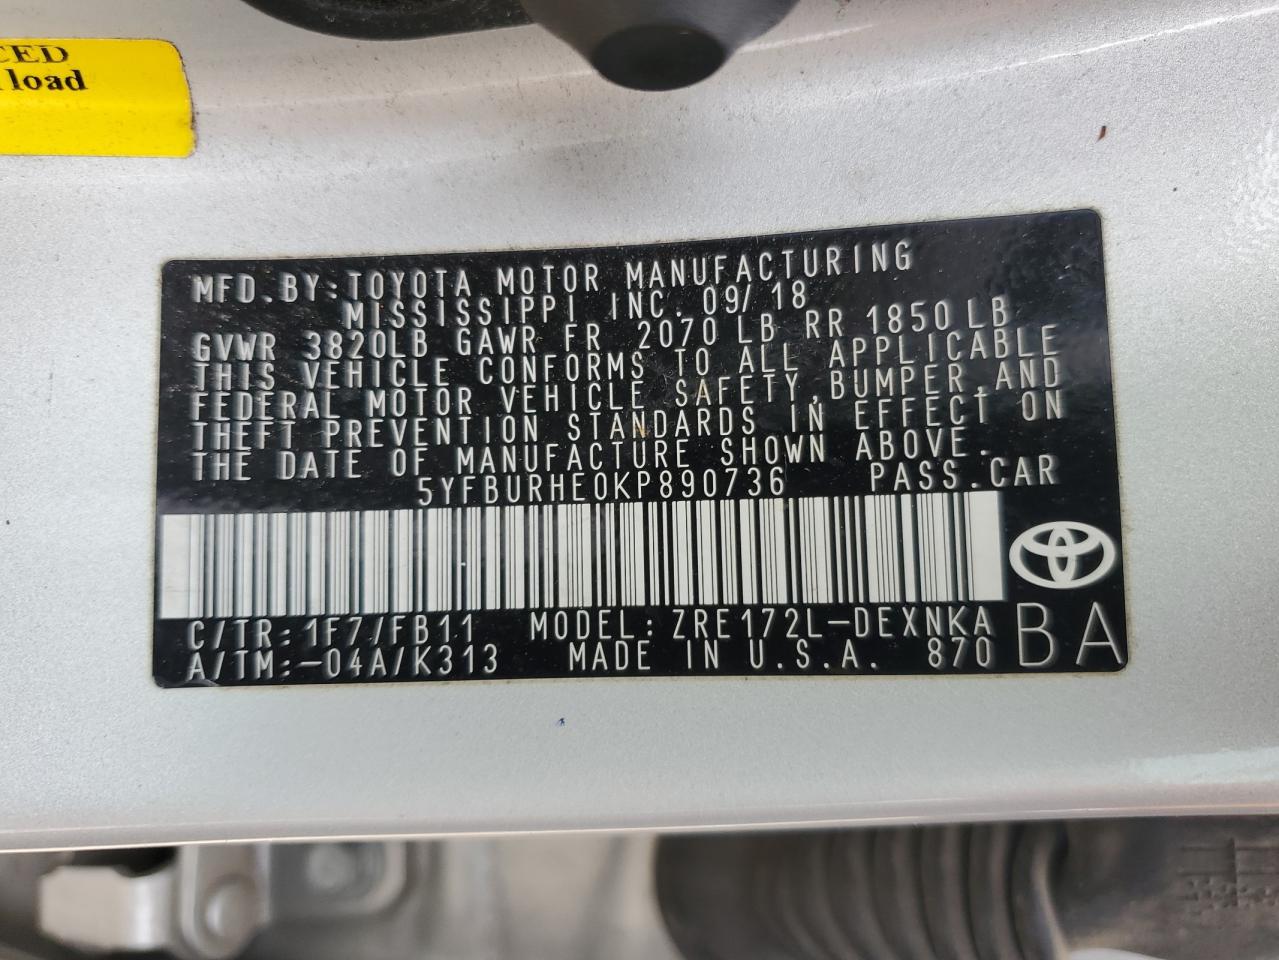 CED
load
MFD.BY:TOYOTA MOTOR MANUFACTURING
MISSISSIPPI INC. 09/18
GVWR 3820LB GAWR FR 2070 LB RR 1850 LB
THIS VEHICLE CONFORMS TO ALL APPLICABLE
FEDERAL MOTOR VEHICLE SAFETY,BUMPER,AND
THEFT PREVENTION STANDARDS IN EFFECT ON
THE DATE OF MANUFACTURE SHOWN ABOVE.
5YFBURHE0KP890736 PASS.CAR
C/TR:1F7/FB11 MODEL:ZRE172L-DEXNKA
A/TM:-04A/K313 MADE IN U.S.A. 870
BA